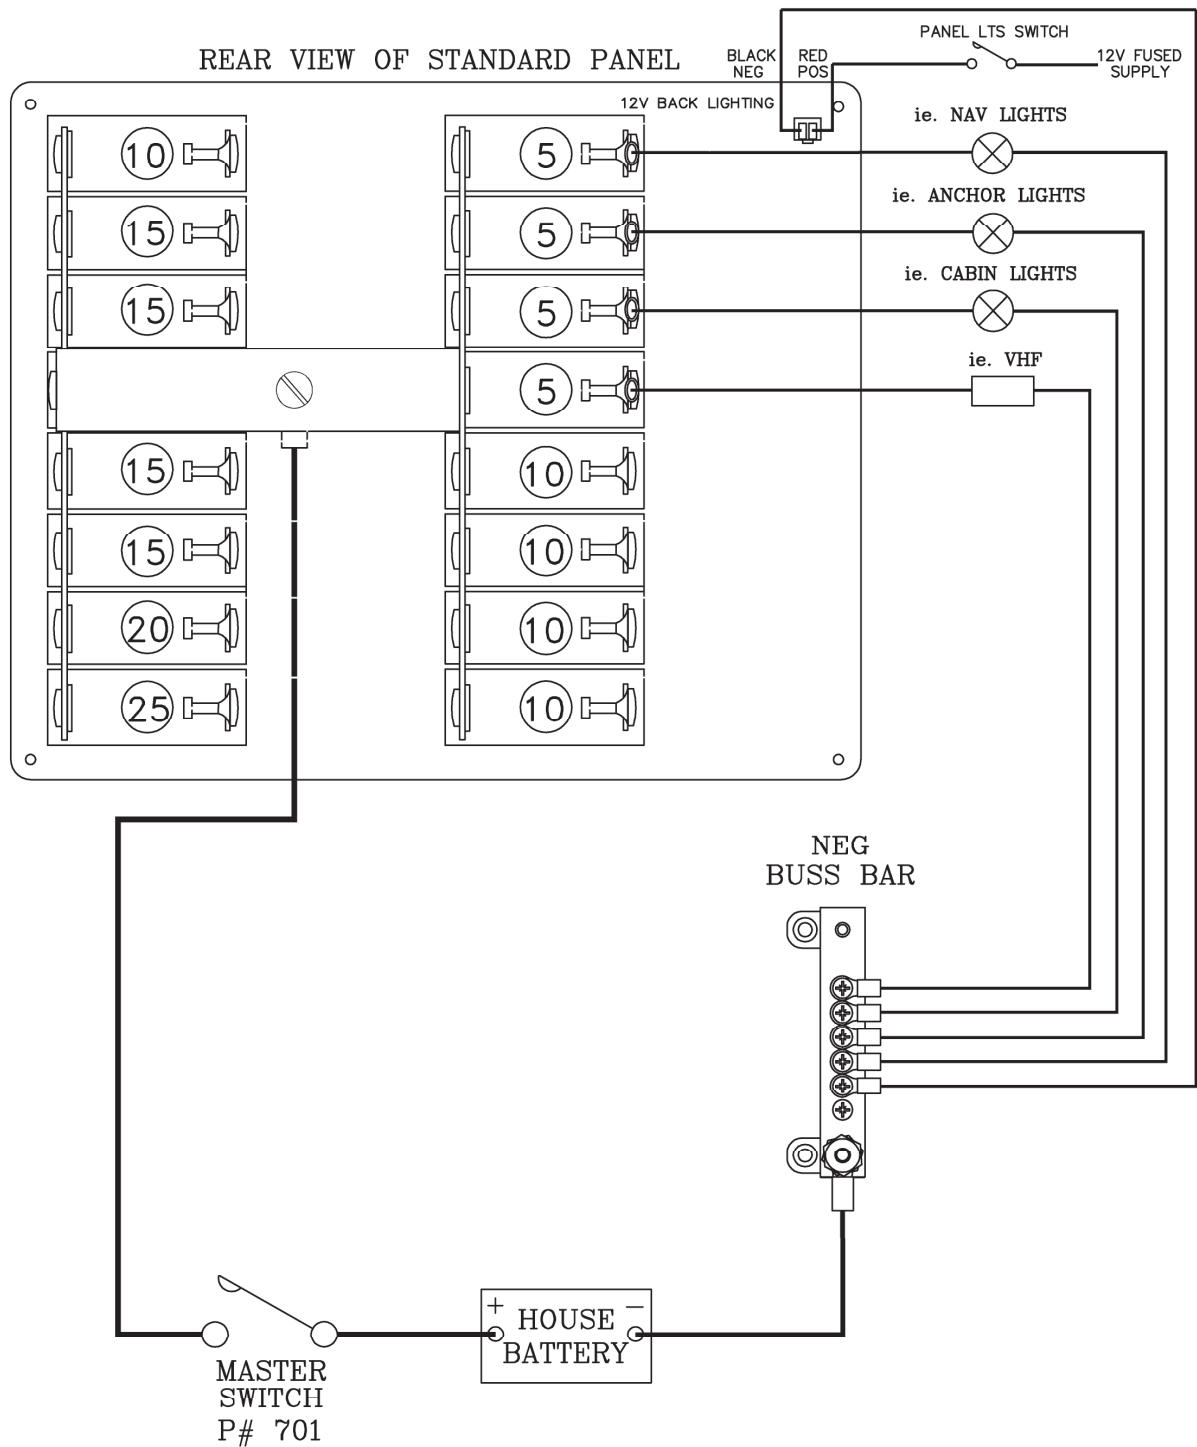 PANEL LTS SWITCH
REAR VIEW OF STANDARD PANEL
BLACK
NEG
RED
POS
12V FUSED
SUPPLY
12V BACK LIGHTING
ie. NAV LIGHTS
10
5
ie. ANCHOR LIGHTS
15
5
ie. CABIN LIGHTS
15
5
ie. VHF
5
15
10
15
10
20
10
25
10
NEG
BUSS BAR
+
−
HOUSE
BATTERY
MASTER
SWITCH
P# 701